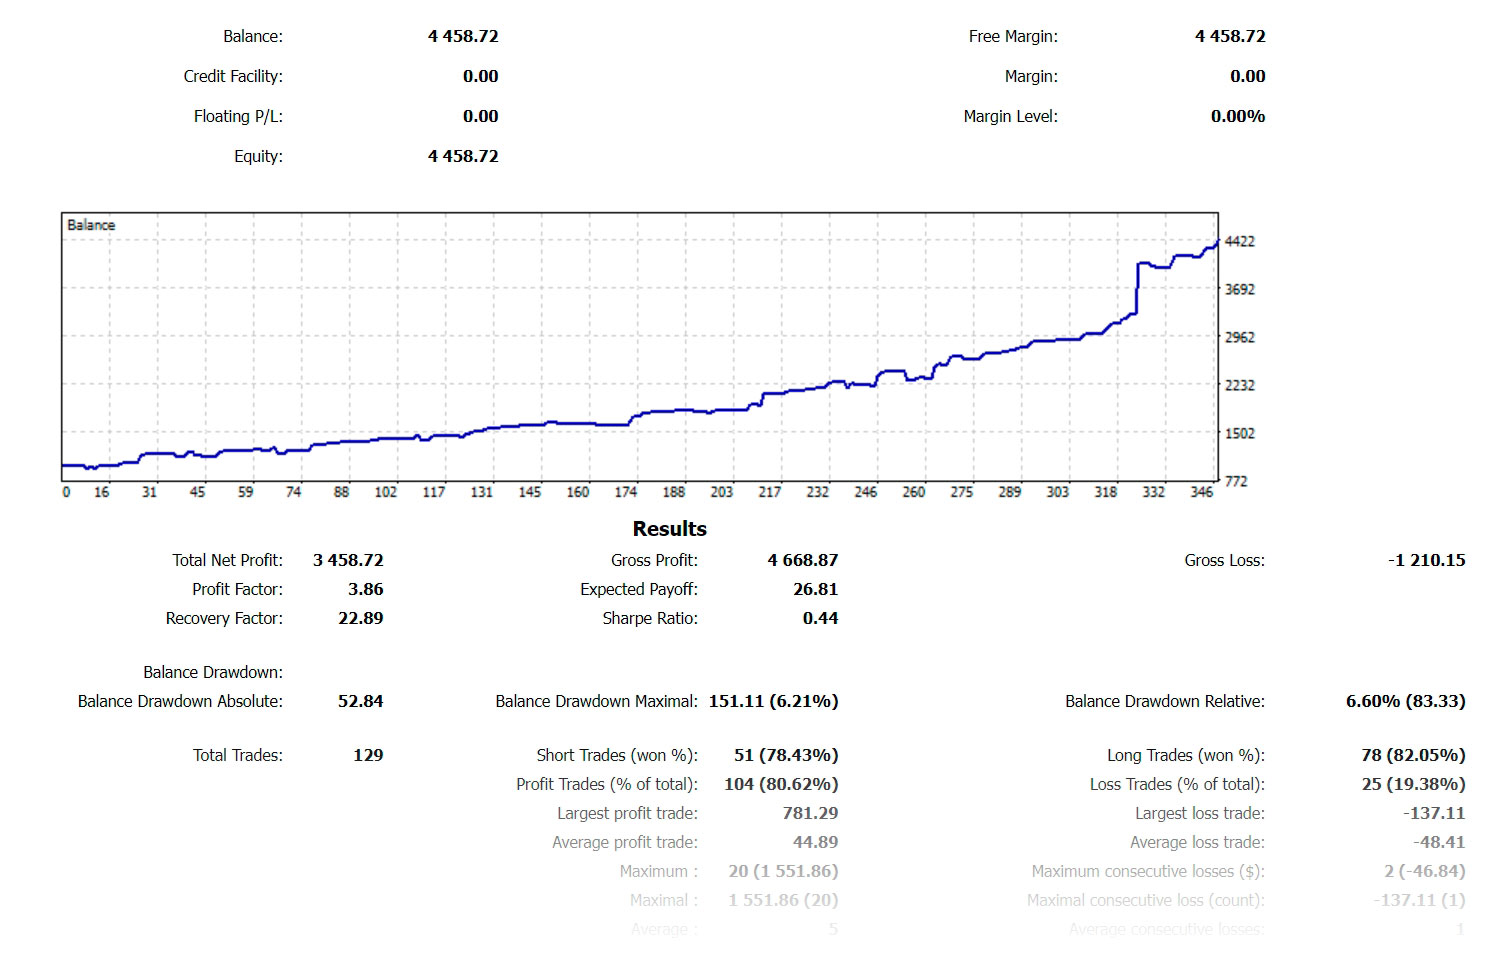 Balance: 4 458.72 Free Margin: 4 458.72
Credit Facility: 0.00 Margin: 0.00
Floating P/L: 0.00 Margin Level: 0.00%
Equity: 4 458.72
Balance
4422
3692
2962
2232
1502
772
0 16 31 45 59 74 88 102 117 131 145 160 174 188 203 217 232 246 260 275 289 303 318 332 346
Results
Total Net Profit: 3 458.72 Gross Profit: 4 668.87 Gross Loss: -1 210.15
Profit Factor: 3.86 Expected Payoff: 26.81
Recovery Factor: 22.89 Sharpe Ratio: 0.44
Balance Drawdown:
Balance Drawdown Absolute: 52.84 Balance Drawdown Maximal: 151.11 (6.21%) Balance Drawdown Relative: 6.60% (83.33)
Total Trades: 129 Short Trades (won %): 51 (78.43%) Long Trades (won %): 78 (82.05%)
Profit Trades (% of total): 104 (80.62%) Loss Trades (% of total): 25 (19.38%)
Largest profit trade: 781.29 Largest loss trade: -137.11
Average profit trade: 44.89 Average loss trade: -48.41
Maximum : 20 (1 551.86) Maximum consecutive losses ($): 2 (-46.84)
Maximal : 1 551.86 (20) Maximal consecutive loss (count): -137.11 (1)
Average : 5 Average consecutive losses: 1